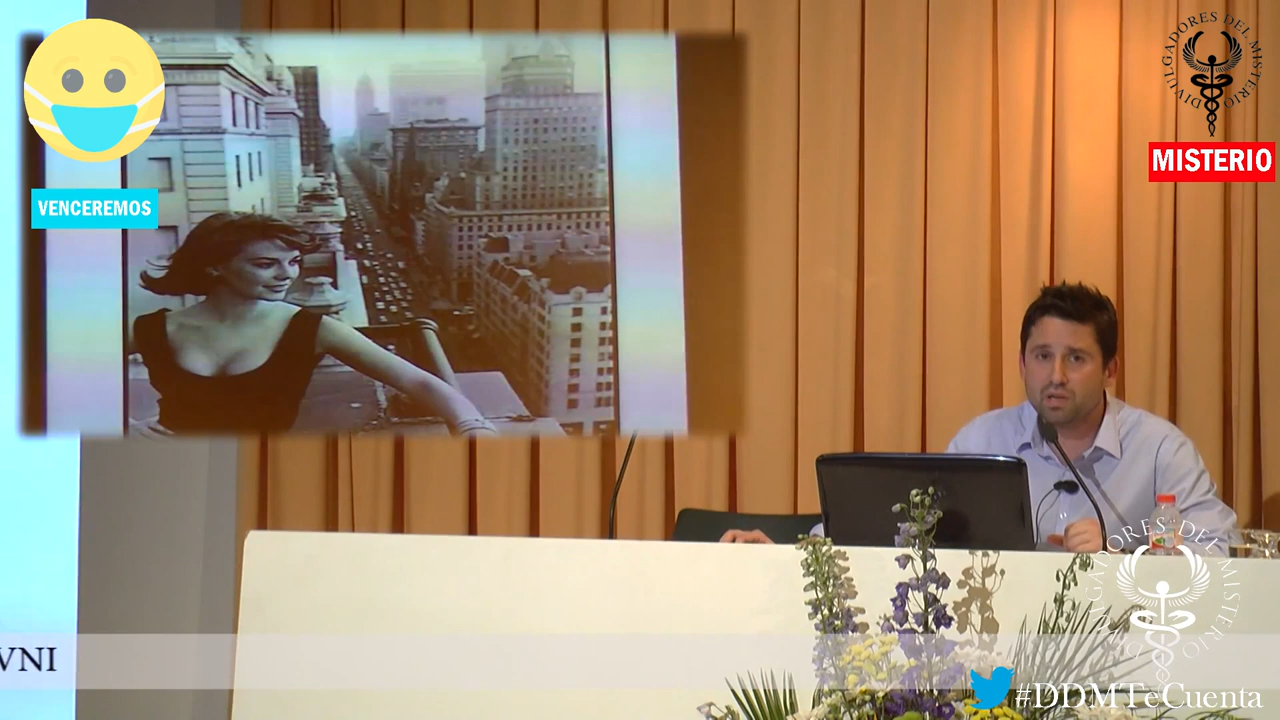 DIVULGADORES DEL MISTERIO
MISTERIO
VENCEREMOS
DIVULGADORES DEL MISTERIO
VNI
#DDMTeCuenta